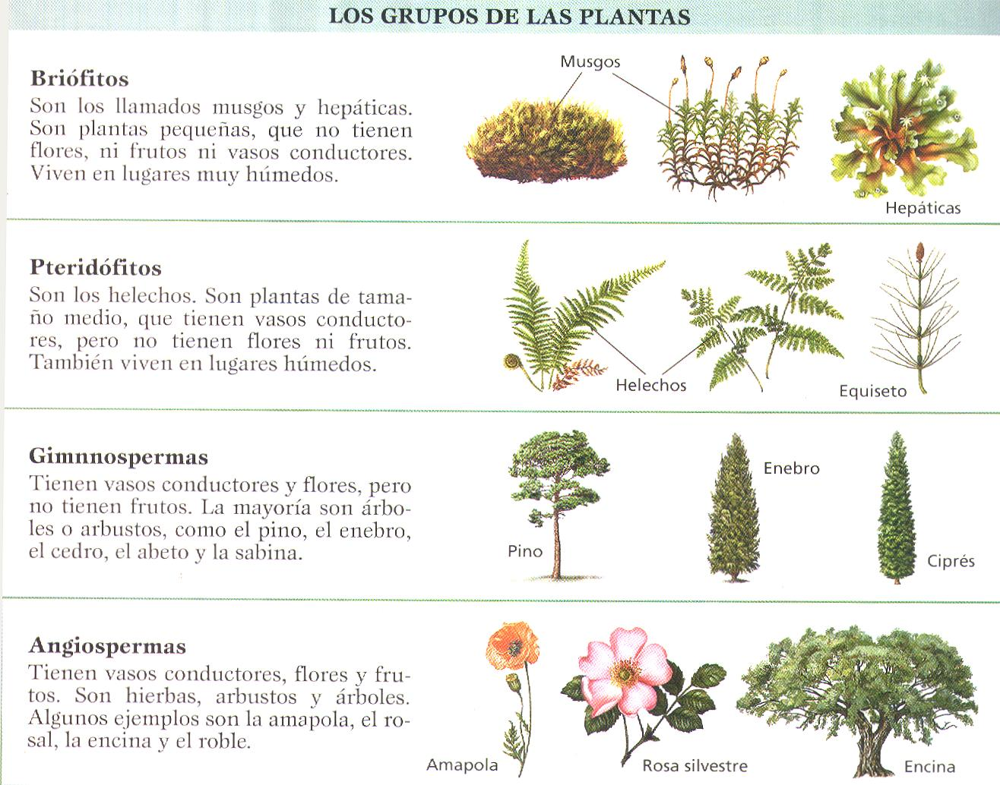 LOS GRUPOS DE LAS PLANTAS
Briófitos
Son los llamados musgos y hepáticas.
Son plantas pequeñas, que no tienen
flores, ni frutos ni vasos conductores.
Viven en lugares muy húmedos.
Musgos
Hepáticas
Pteridófitos
Son los helechos. Son plantas de tama-
ño medio, que tienen vasos conducto-
res, pero no tienen flores ni frutos.
También viven en lugares húmedos.
Helechos
Equiseto
Gimnnospermas
Tienen vasos conductores y flores, pero
no tienen frutos. La mayoría son árbo-
les o arbustos, como el pino, el enebro,
el cedro, el abeto y la sabina.
Pino
Enebro
Ciprés
Angiospermas
Tienen vasos conductores, flores y fru-
tos. Son hierbas, arbustos y árboles.
Algunos ejemplos son la amapola, el ro-
sal, la encina y el roble.
Amapola
Rosa silvestre
Encina